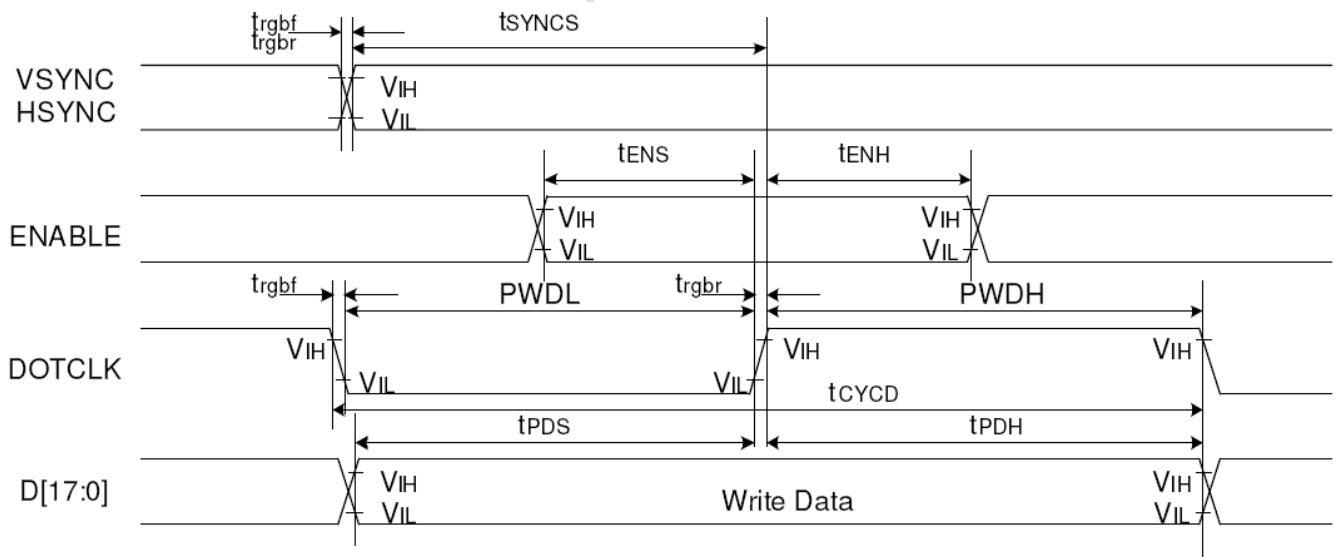 trgbf
trgbr
tSYNCS
VSYNC
HSYNC
VIH
VIL
tENS
tENH
ENABLE
VIH
VIL
VIH
VIL
trgbf
PWDL
trgbr
PWDH
DOTCLK
VIH
VIL
VIL
VIH
VIH
tCYCD
tPDS
tPDH
D[17:0]
VIH
VIL
Write Data
VIH
VIL